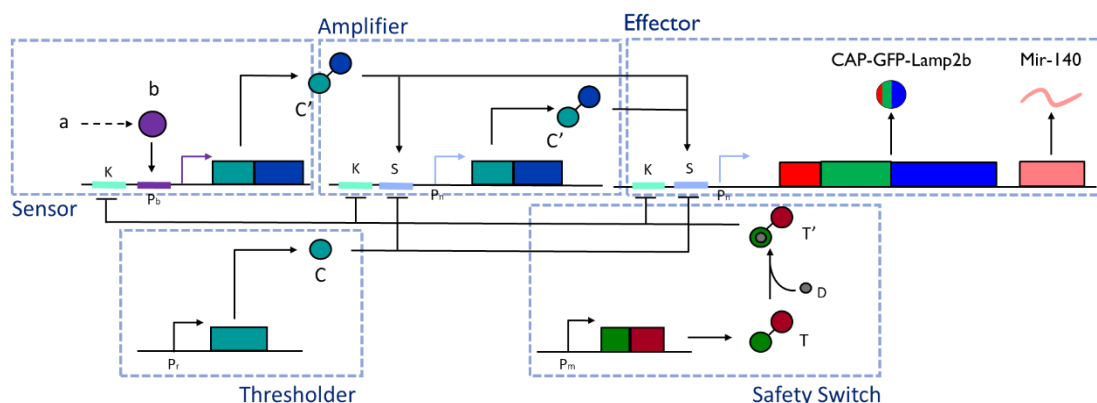 Amplifier
Effector
CAP-GFP-Lamp2b
Mir-140
b
a
C’
C’
K
Pb
K
S
Pn
K
S
Pn
Sensor
T’
C
D
T
Pr
Pm
Thresholder
Safety Switch